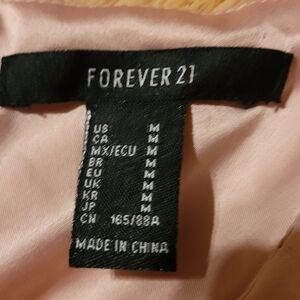 FOREVER 21
US M
CA M
MX/ECU M
BR M
EU M
UK M
KR M
JP M
CN 165/88A
MADE IN CHINA